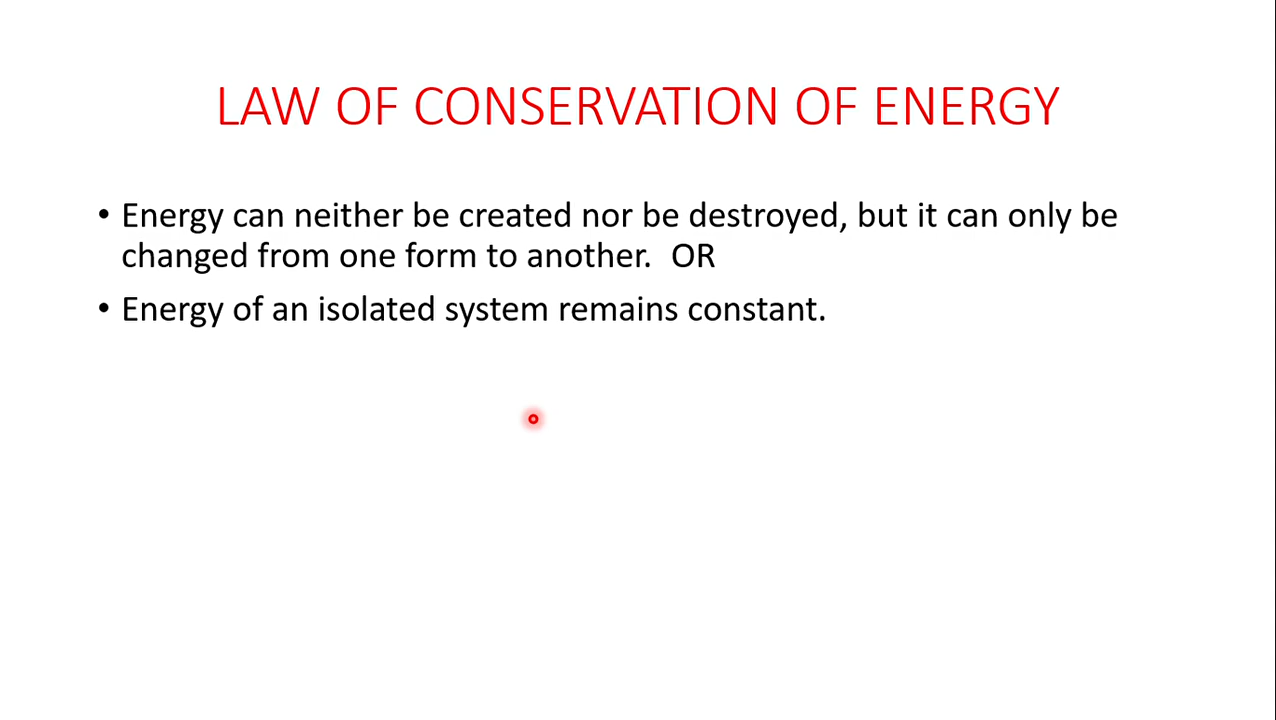 LAW OF CONSERVATION OF ENERGY
• Energy can neither be created nor be destroyed, but it can only be
changed from one form to another.  OR
• Energy of an isolated system remains constant.